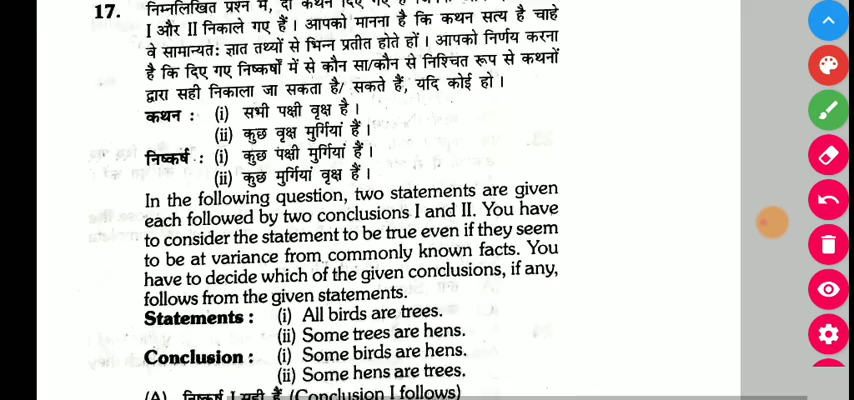 17. निम्नलिखित प्रश्न में, दो कथन दिए गए
I और II निकाले गए हैं। आपको मानना है कि कथन सत्य है चाहे
वे सामान्यतः ज्ञात तथ्यों से भिन्न प्रतीत होते हों। आपको निर्णय करना
है कि दिए गए निष्कर्षों में से कौन सा/कौन से निश्चित रूप से कथनों
द्वारा सही निकाला जा सकता है/ सकते हैं, यदि कोई हो।
कथन : (i) सभी पक्षी वृक्ष है।
(ii) कुछ वृक्ष मुर्गियां हैं।
निष्कर्ष : (i) कुछ पक्षी मुर्गियां हैं।
(ii) कुछ मुर्गियां वृक्ष हैं।
In the following question, two statements are given
each followed by two conclusions I and II. You have
to consider the statement to be true even if they seem
to be at variance from commonly known facts. You
have to decide which of the given conclusions, if any,
follows from the given statements.
Statements : (i) All birds are trees.
(ii) Some trees are hens.
Conclusion : (i) Some birds are hens.
(ii) Some hens are trees.
(A) निष्कर्ष I सही हैं (Conclusion I follows)